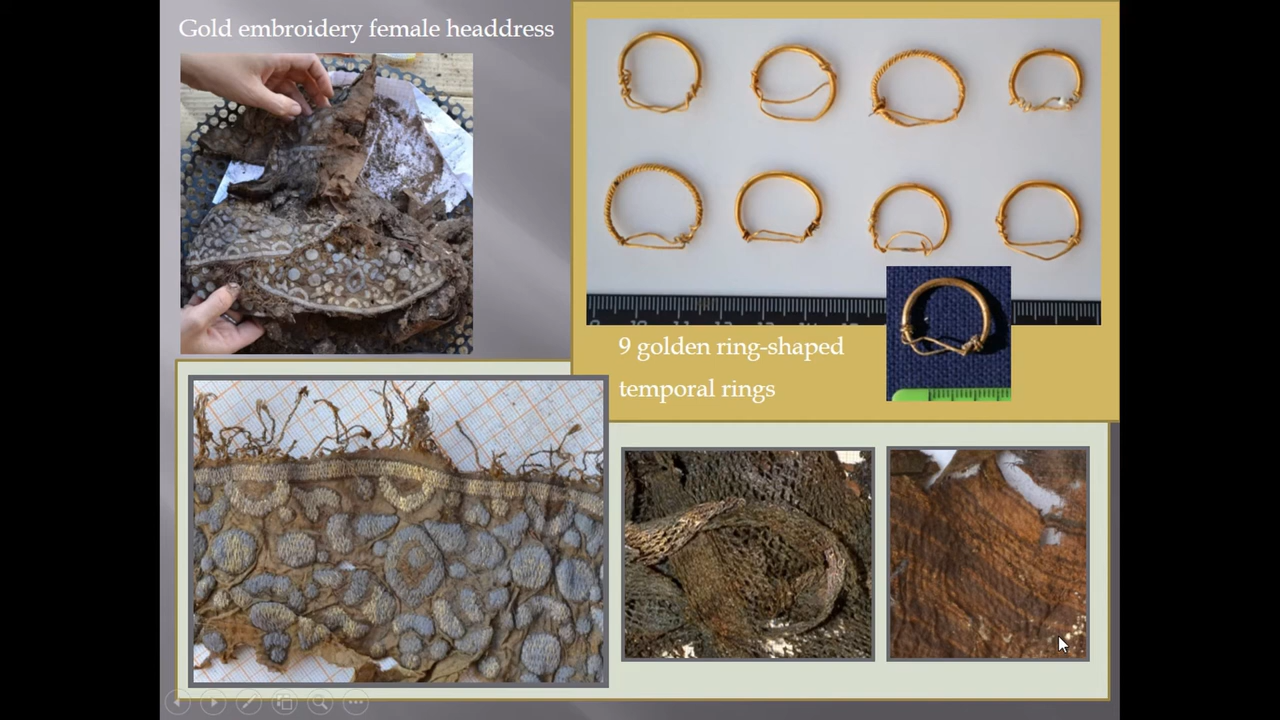 Gold embroidery female headdress
9 golden ring-shaped
temporal rings